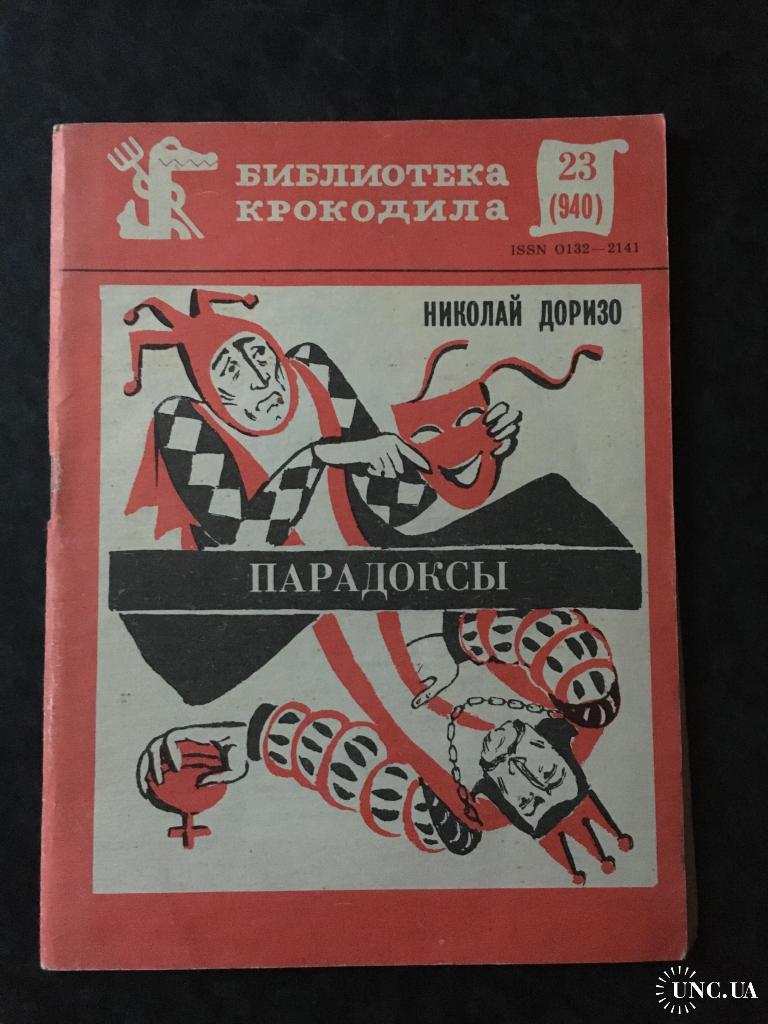 БИБЛИОТЕКА
КРОКОДИЛА
23
(940)
ISSN 0132—2141
НИКОЛАЙ ДОРИЗО
ПАРАДОКСЫ
UNC.UA